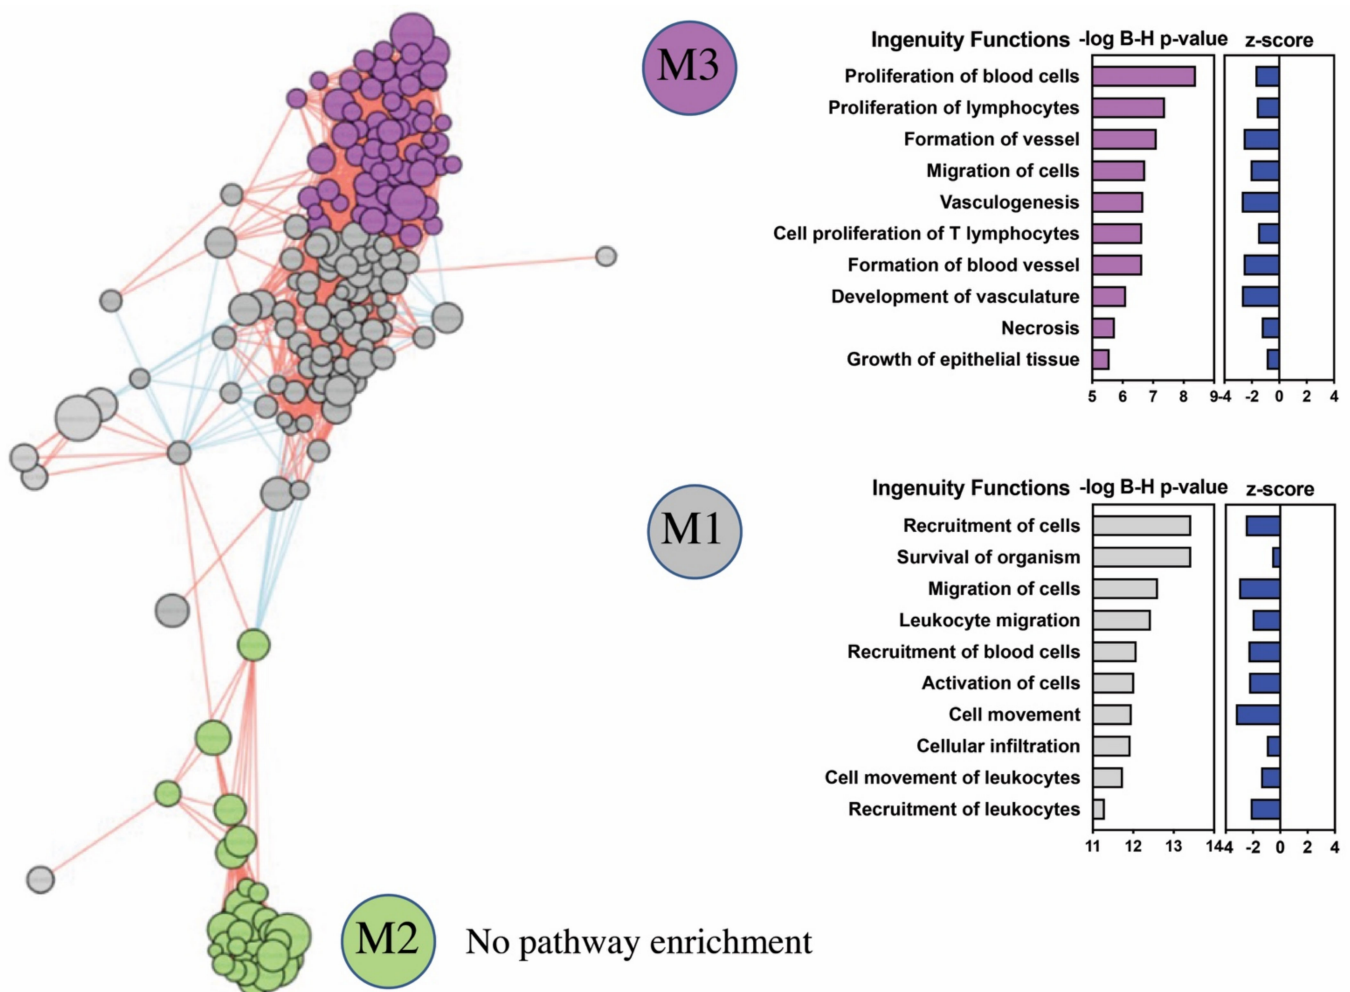 M3
Ingenuity Functions -log B-H p-value z-score
Proliferation of blood cells
Proliferation of lymphocytes
Formation of vessel
Migration of cells
Vasculogenesis
Cell proliferation of T lymphocytes
Formation of blood vessel
Development of vasculature
Necrosis
Growth of epithelial tissue
5 6 7 8 9 -4 -2 0 2 4
M1
Ingenuity Functions -log B-H p-value z-score
Recruitment of cells
Survival of organism
Migration of cells
Leukocyte migration
Recruitment of blood cells
Activation of cells
Cell movement
Cellular infiltration
Cell movement of leukocytes
Recruitment of leukocytes
11 12 13 14 -4 -2 0 2 4
M2 No pathway enrichment